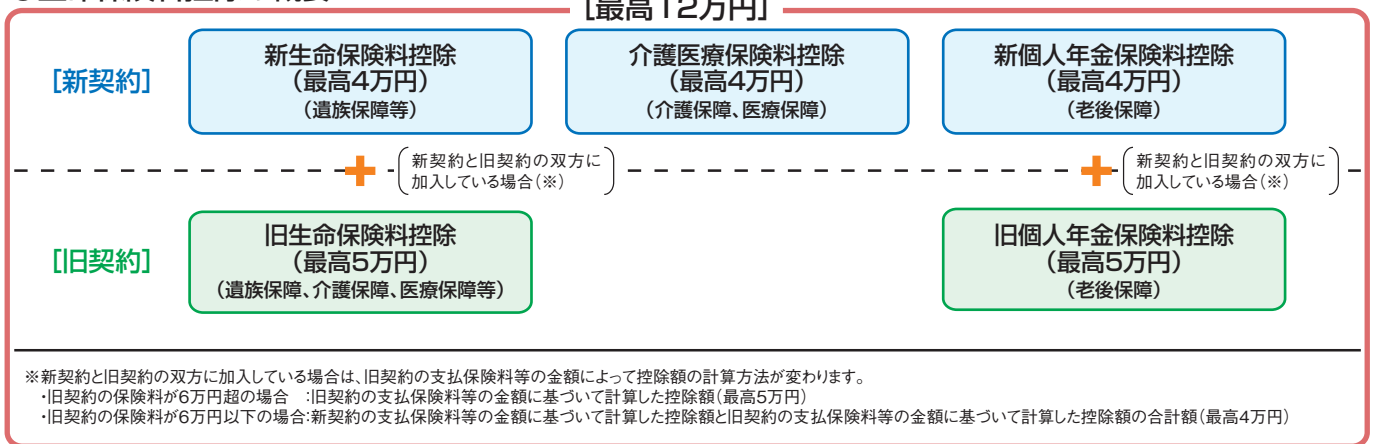 [最高12万円]
[新契約]
新生命保険料控除
(最高4万円)
(遺族保障等)
介護医療保険料控除
(最高4万円)
(介護保障、医療保障)
新個人年金保険料控除
(最高4万円)
(老後保障)
新契約と旧契約の双方に
加入している場合(※)
新契約と旧契約の双方に
加入している場合(※)
[旧契約]
旧生命保険料控除
(最高5万円)
(遺族保障、介護保障、医療保障等)
旧個人年金保険料控除
(最高5万円)
(老後保障)
※新契約と旧契約の双方に加入している場合は、旧契約の支払保険料等の金額によって控除額の計算方法が変わります。
・旧契約の保険料が6万円超の場合 :旧契約の支払保険料等の金額に基づいて計算した控除額(最高5万円)
・旧契約の保険料が6万円以下の場合:新契約の支払保険料等の金額に基づいて計算した控除額と旧契約の支払保険料等の金額に基づいて計算した控除額の合計額(最高4万円)